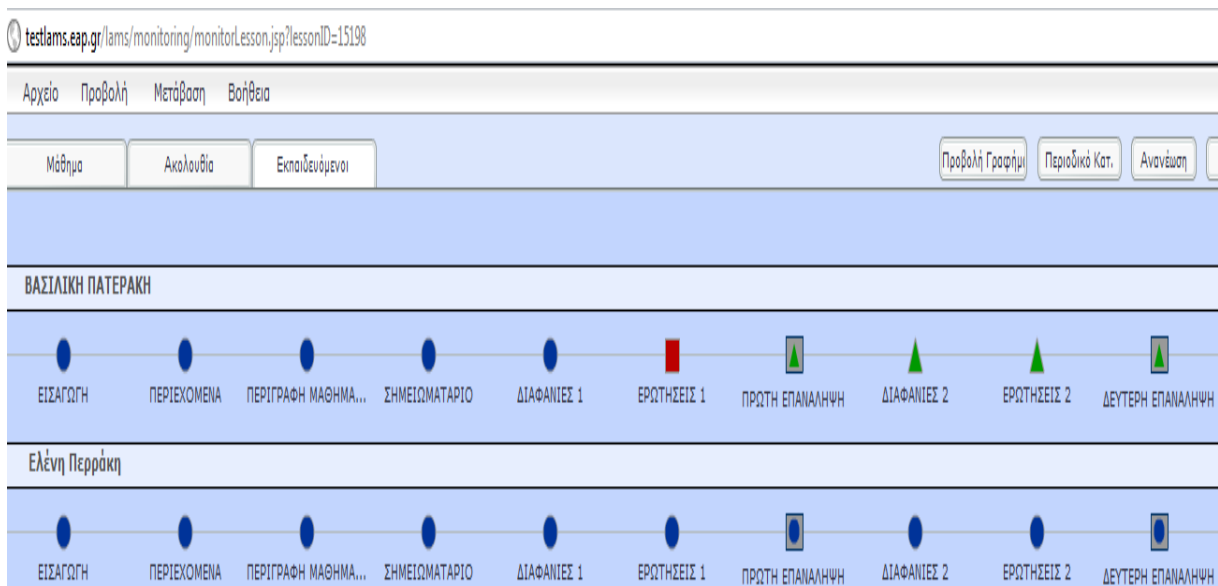 testlams.eap.gr/lams/monitoring/monitorLesson.jsp?lessonID=15198
Αρχείο Προβολή Μετάβαση Βοήθεια
Μάθημα Ακολουθία Εκπαιδευόμενοι Προβολή Γραφήμ Περιοδικό Κατ. Ανανέωση
ΒΑΣΙΛΙΚΗ ΠΑΤΕΡΑΚΗ
ΕΙΣΑΓΩΓΗ ΠΕΡΙΕΧΟΜΕΝΑ ΠΕΡΙΓΡΑΦΗ ΜΑΘΗΜΑ... ΣΗΜΕΙΩΜΑΤΑΡΙΟ ΔΙΑΦΑΝΙΕΣ 1 ΕΡΩΤΗΣΕΙΣ 1 ΠΡΩΤΗ ΕΠΑΝΑΛΗΨΗ ΔΙΑΦΑΝΙΕΣ 2 ΕΡΩΤΗΣΕΙΣ 2 ΔΕΥΤΕΡΗ ΕΠΑΝΑΛΗΨΗ
Ελένη Περράκη
ΕΙΣΑΓΩΓΗ ΠΕΡΙΕΧΟΜΕΝΑ ΠΕΡΙΓΡΑΦΗ ΜΑΘΗΜΑ... ΣΗΜΕΙΩΜΑΤΑΡΙΟ ΔΙΑΦΑΝΙΕΣ 1 ΕΡΩΤΗΣΕΙΣ 1 ΠΡΩΤΗ ΕΠΑΝΑΛΗΨΗ ΔΙΑΦΑΝΙΕΣ 2 ΕΡΩΤΗΣΕΙΣ 2 ΔΕΥΤΕΡΗ ΕΠΑΝΑΛΗΨΗ